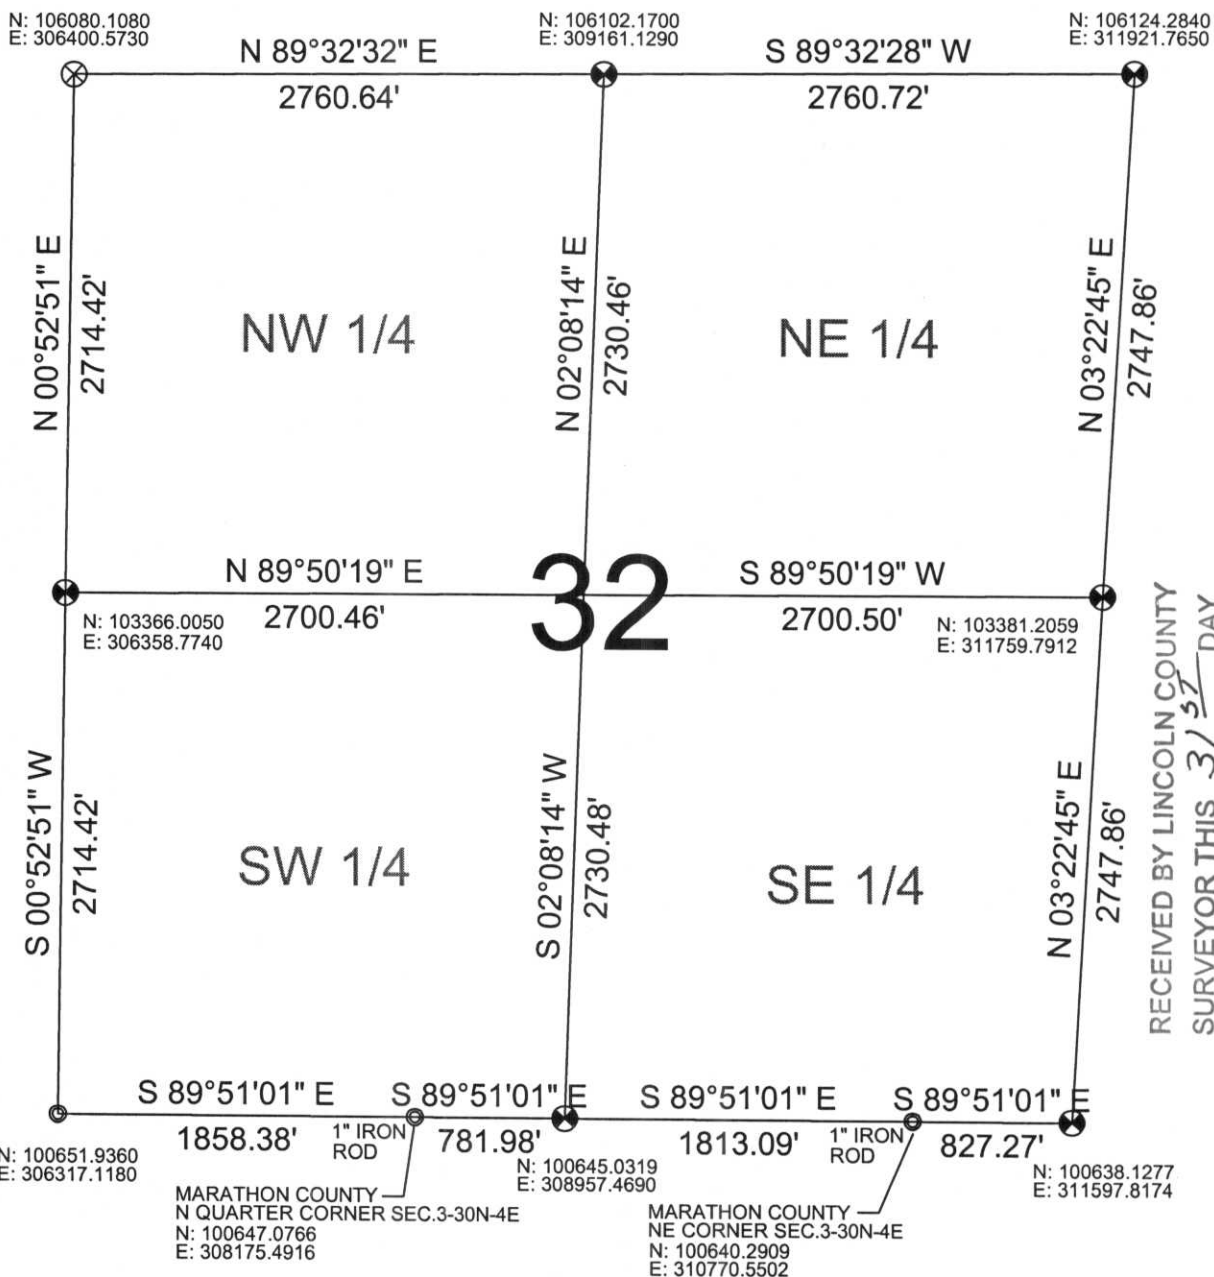 N: 106080.1080
E: 306400.5730
N: 106102.1700
E: 309161.1290
N: 106124.2840
E: 311921.7650
N 89°32'32" E
2760.64'
S 89°32'28" W
2760.72'
N 00°52'51" E
2714.42'
NW 1/4
N 02°08'14" E
2730.46'
NE 1/4
N 03°22'45" E
2747.86'
N 89°50'19" E
2700.46'
32
S 89°50'19" W
2700.50'
N: 103366.0050
E: 306358.7740
N: 103381.2059
E: 311759.7912
S 00°52'51" W
2714.42'
SW 1/4
S 02°08'14" W
2730.48'
SE 1/4
N 03°22'45" E
2747.86'
RECEIVED BY LINCOLN COUNTY
SURVEYOR THIS 31ST DAY
S 89°51'01" E
1858.38'
S 89°51'01" E
781.98'
S 89°51'01" E
1813.09'
S 89°51'01" E
827.27'
1" IRON
ROD
1" IRON
ROD
N: 100651.9360
E: 306317.1180
N: 100645.0319
E: 308957.4690
N: 100638.1277
E: 311597.8174
MARATHON COUNTY
N QUARTER CORNER SEC.3-30N-4E
N: 100647.0766
E: 308175.4916
MARATHON COUNTY
NE CORNER SEC.3-30N-4E
N: 100640.2909
E: 310770.5502